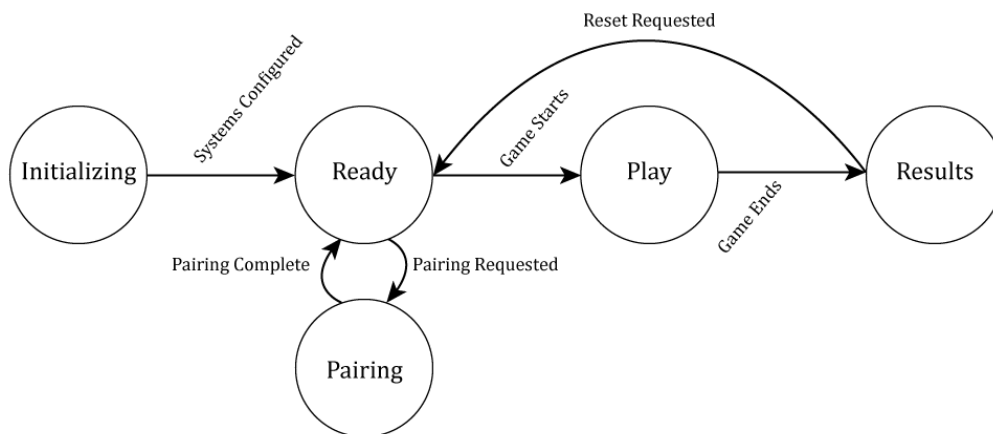 Reset Requested
Systems Configured
Game Starts
Initializing
Ready
Play
Results
Game Ends
Pairing Complete
Pairing Requested
Pairing